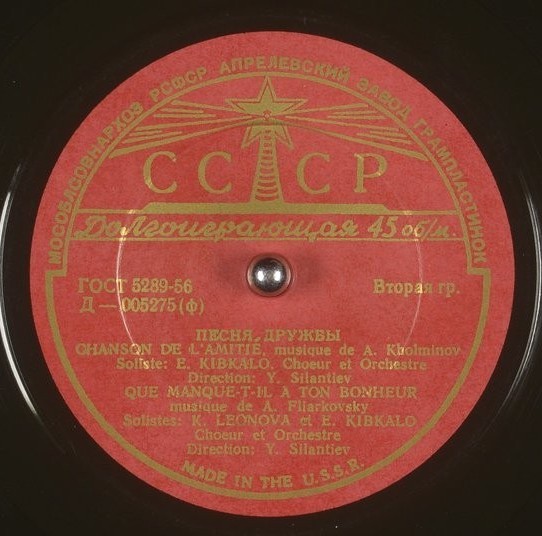 МОСОБЛСОВНАРХОЗ РСФСР АПРЕЛЕВСКИЙ ЗАВОД ГРАМПЛАСТИНОК
СССР
Долгоиграющая 45 об/м.
ГОСТ 5289-56 Вторая гр.
Д — 005275 (ф)
ПЕСНЯ ДРУЖБЫ
CHANSON DE L'AMITIE, musique de A. Kholminov
Soliste: E. KIBKALO, Choeur et Orchestre
Direction: Y. Silantiev
QUE MANQUE-T-IL A TON BONHEUR
musique de A. Fliarkovsky
Solistes: K. LEONOVA et E. KIBKALO
Choeur et Orchestre
Direction: Y. Silantiev
MADE IN THE U.S.S.R.